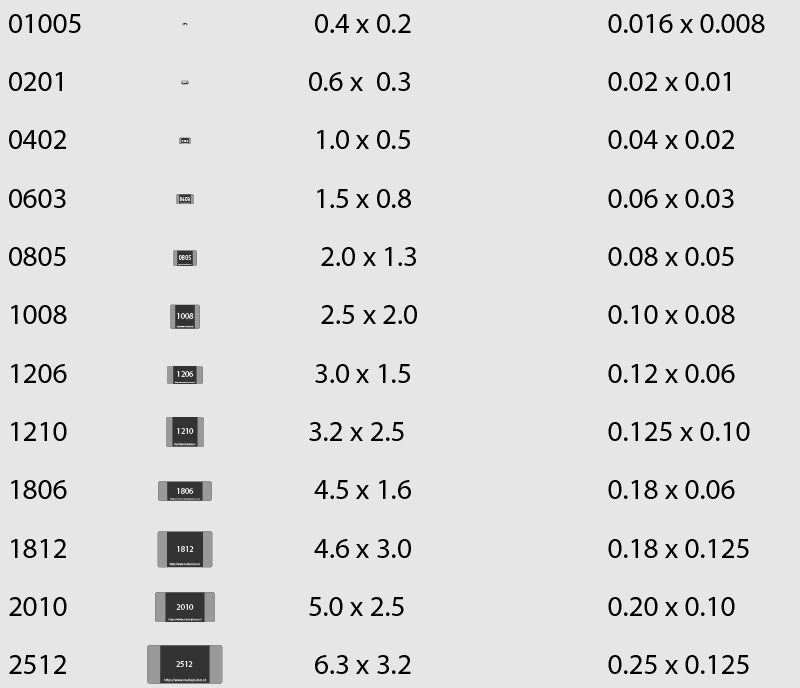 01005 0.4 x 0.2 0.016 x 0.008
0201 0.6 x 0.3 0.02 x 0.01
0402 1.0 x 0.5 0.04 x 0.02
0603 0603 1.5 x 0.8 0.06 x 0.03
0805 0805 2.0 x 1.3 0.08 x 0.05
1008 1008 2.5 x 2.0 0.10 x 0.08
1206 1206 3.0 x 1.5 0.12 x 0.06
1210 1210 3.2 x 2.5 0.125 x 0.10
1806 1806 4.5 x 1.6 0.18 x 0.06
1812 1812 4.6 x 3.0 0.18 x 0.125
2010 2010 5.0 x 2.5 0.20 x 0.10
2512 2512 6.3 x 3.2 0.25 x 0.125